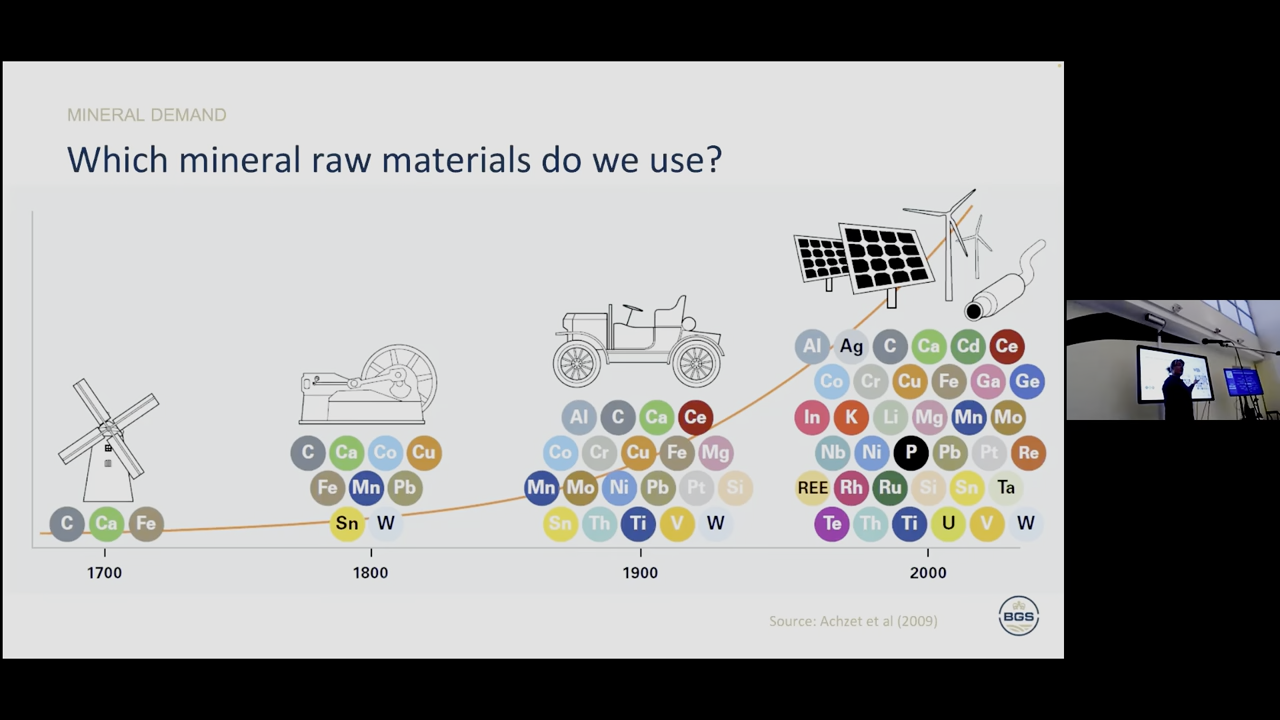 MINERAL DEMAND
Which mineral raw materials do we use?
C Ca Fe
C Ca Co Cu
Fe Mn Pb
Sn W
Al C Ca Ce
Co Cr Cu Fe Mg
Mn Mo Ni Pb Pt Si
Sn Th Ti V W
Al Ag C Ca Cd Ce
Co Cr Cu Fe Ga Ge
In K Li Mg Mn Mo
Nb Ni P Pb Pt Re
REE Rh Ru Si Sn Ta
Te Th Ti U V W
1700 1800 1900 2000
Source: Achzet et al (2009)
BGS